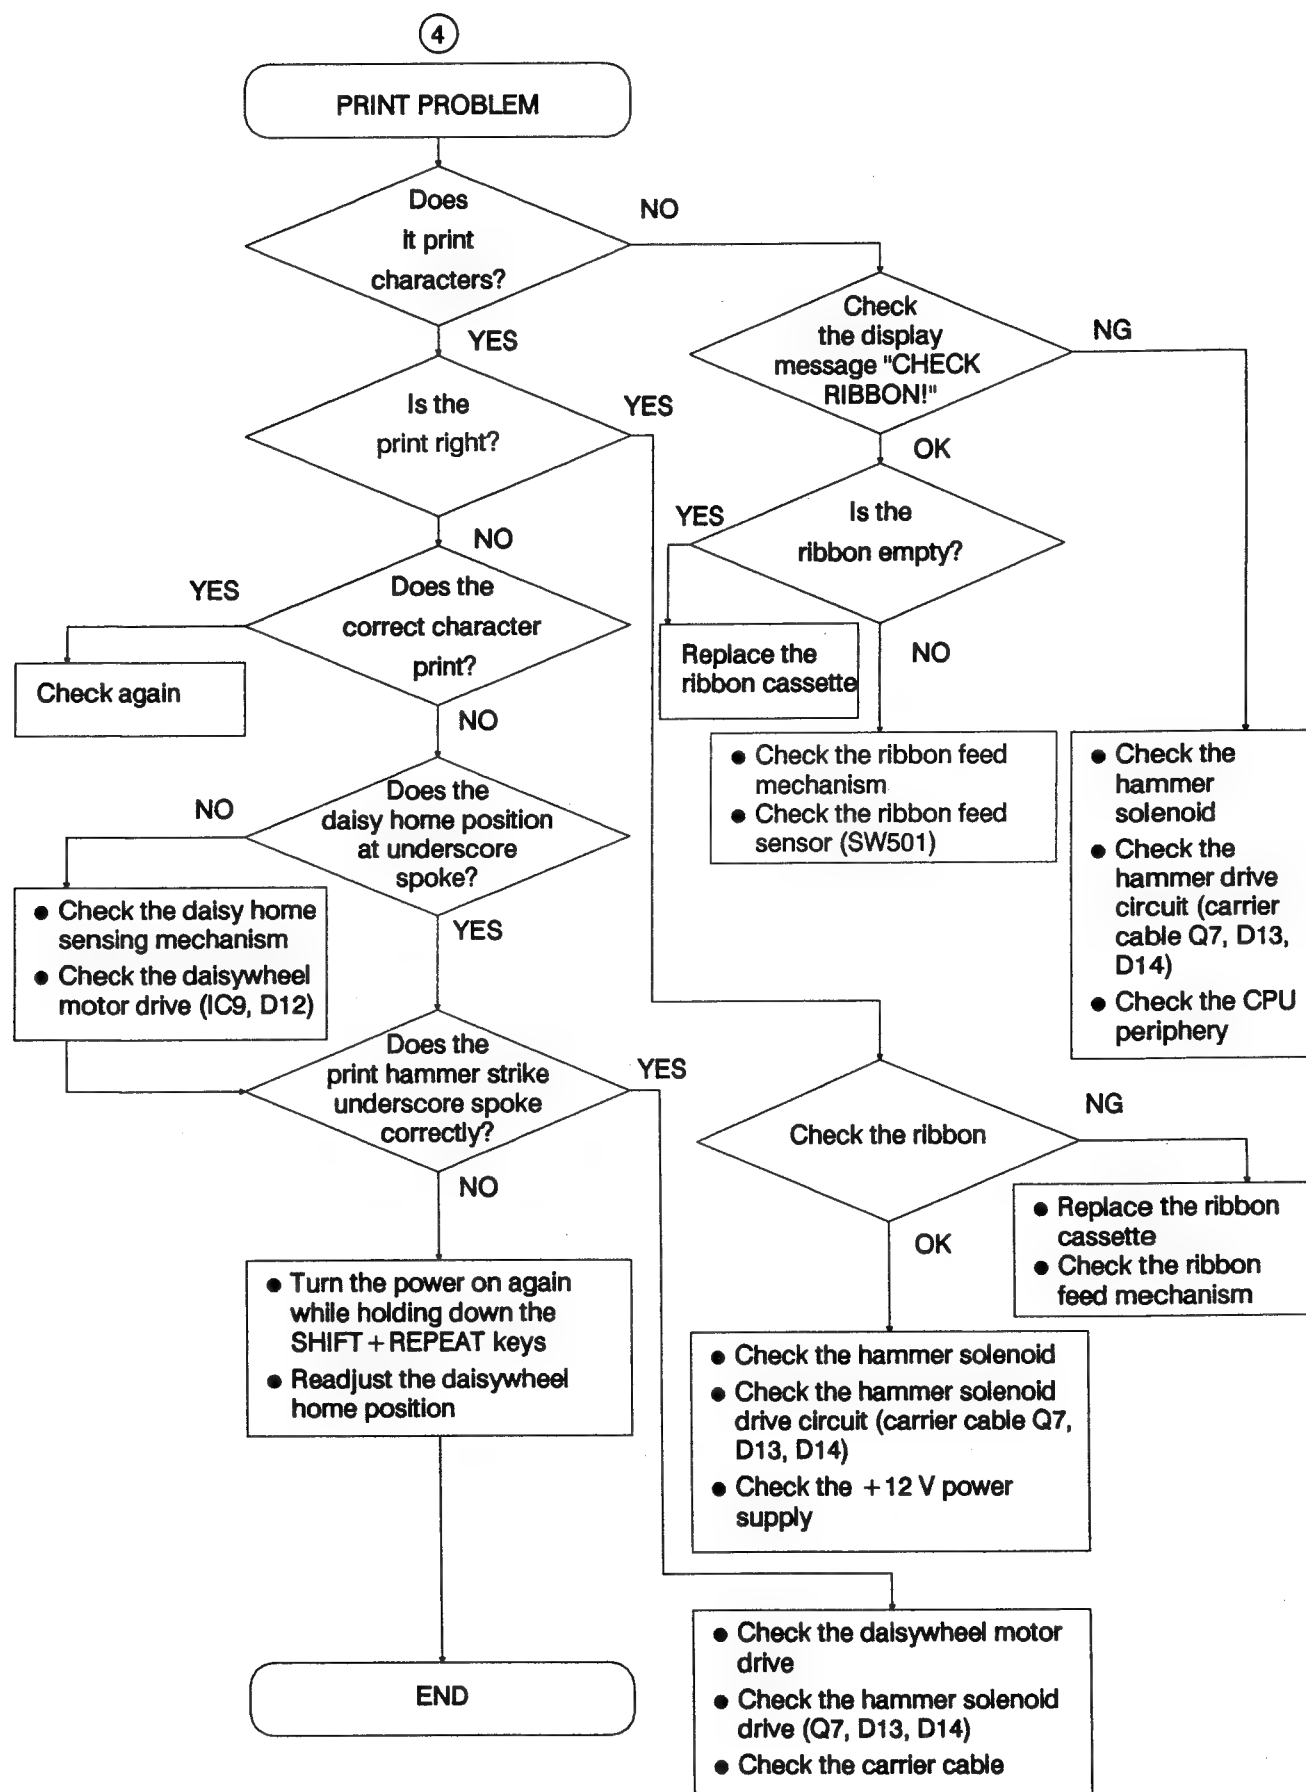 4
PRINT PROBLEM
Does
it print
characters?
NO
YES
Check
the display
message "CHECK
RIBBON!"
NG
OK
Is the
print right?
YES
NO
Is the
ribbon empty?
YES
NO
Replace the
ribbon cassette
Does the
correct character
print?
YES
NO
Check again
● Check the ribbon feed
mechanism
● Check the ribbon feed
sensor (SW501)
● Check the
hammer
solenoid
● Check the
hammer drive
circuit (carrier
cable Q7, D13,
D14)
● Check the CPU
periphery
Does the
daisy home position
at underscore
spoke?
NO
YES
● Check the daisy home
sensing mechanism
● Check the daisywheel
motor drive (IC9, D12)
Does the
print hammer strike
underscore spoke
correctly?
YES
NO
Check the ribbon
NG
OK
● Replace the ribbon
cassette
● Check the ribbon
feed mechanism
● Turn the power on again
while holding down the
SHIFT + REPEAT keys
● Readjust the daisywheel
home position
● Check the hammer solenoid
● Check the hammer solenoid
drive circuit (carrier cable Q7,
D13, D14)
● Check the +12 V power
supply
END
● Check the daisywheel motor
drive
● Check the hammer solenoid
drive (Q7, D13, D14)
● Check the carrier cable